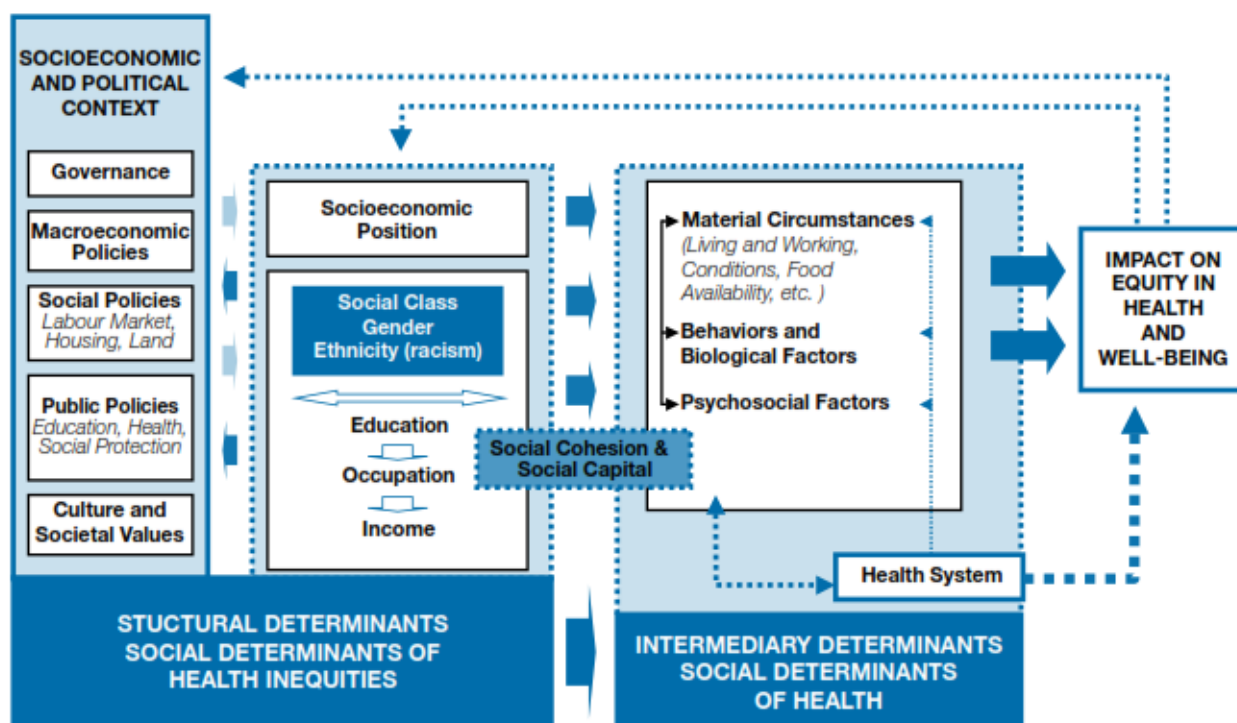 SOCIOECONOMIC
AND POLITICAL
CONTEXT
Governance
Macroeconomic
Policies
Social Policies
Labour Market,
Housing, Land
Public Policies
Education, Health,
Social Protection
Culture and
Societal Values
Socioeconomic
Position
Social Class
Gender
Ethnicity (racism)
Education
Occupation
Income
Social Cohesion &
Social Capital
Material Circumstances
(Living and Working,
Conditions, Food
Availability, etc. )
Behaviors and
Biological Factors
Psychosocial Factors
Health System
IMPACT ON
EQUITY IN
HEALTH
AND
WELL-BEING
STUCTURAL DETERMINANTS
SOCIAL DETERMINANTS OF
HEALTH INEQUITIES
INTERMEDIARY DETERMINANTS
SOCIAL DETERMINANTS
OF HEALTH